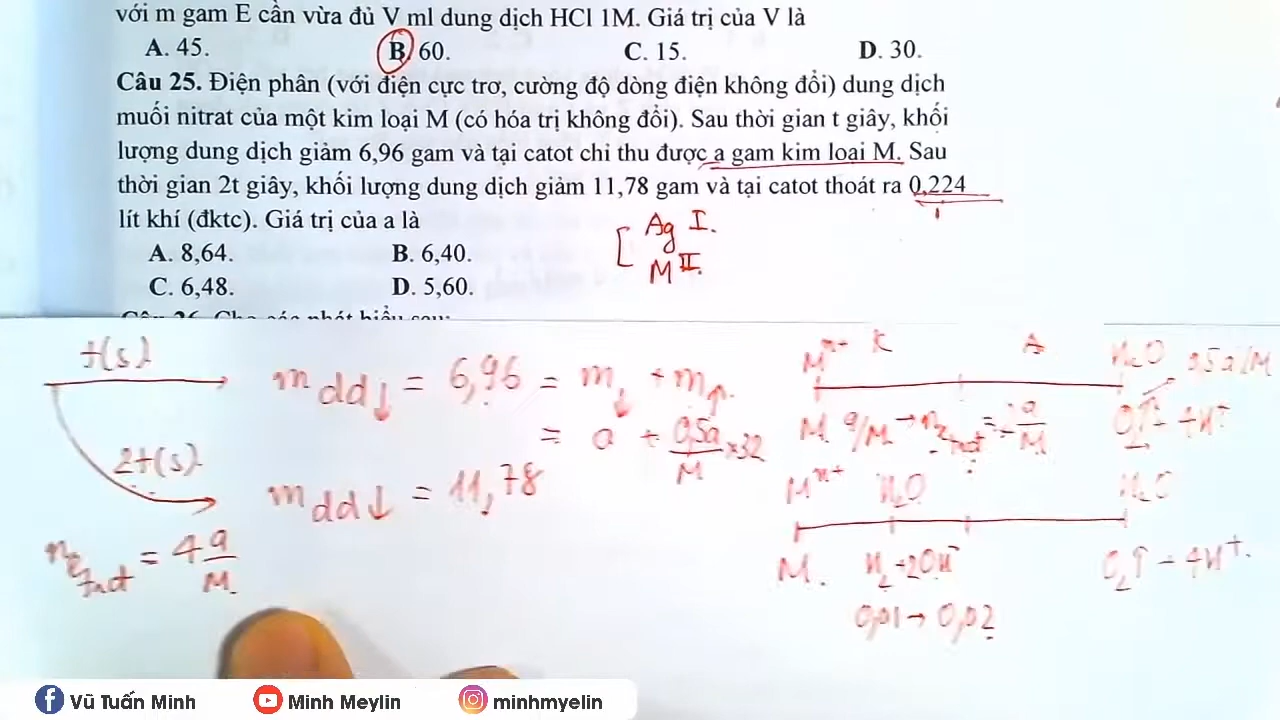 với m gam E cần vừa đủ V ml dung dịch HCl 1M. Giá trị của V là
A. 45. B. 60. C. 15. D. 30.
Câu 25. Điện phân (với điện cực trơ, cường độ dòng điện không đổi) dung dịch
muối nitrat của một kim loại M (có hóa trị không đổi). Sau thời gian t giây, khối
lượng dung dịch giảm 6,96 gam và tại catot chỉ thu được a gam kim loai M. Sau
thời gian 2t giây, khối lượng dung dịch giảm 11,78 gam và tại catot thoát ra 0,224
lít khí (đktc). Giá trị của a là
Ag I.
M II.
A. 8,64. B. 6,40.
C. 6,48. D. 5,60.
t(s)
m dd↓ = 6,96 = m↓ + m↑.
= a + 0,5a/M ×32
2t(s)
m dd↓ = 11,78
= 4a/M
Mⁿ⁺ K A H2O 0,5a/M
M a/M →
Mⁿ⁺ H2O H2O
M. H2 + 2OH⁻ O2↑ + 4H⁺.
0,01 → 0,02
Vũ Tuấn Minh Minh Meylin minhmyelin